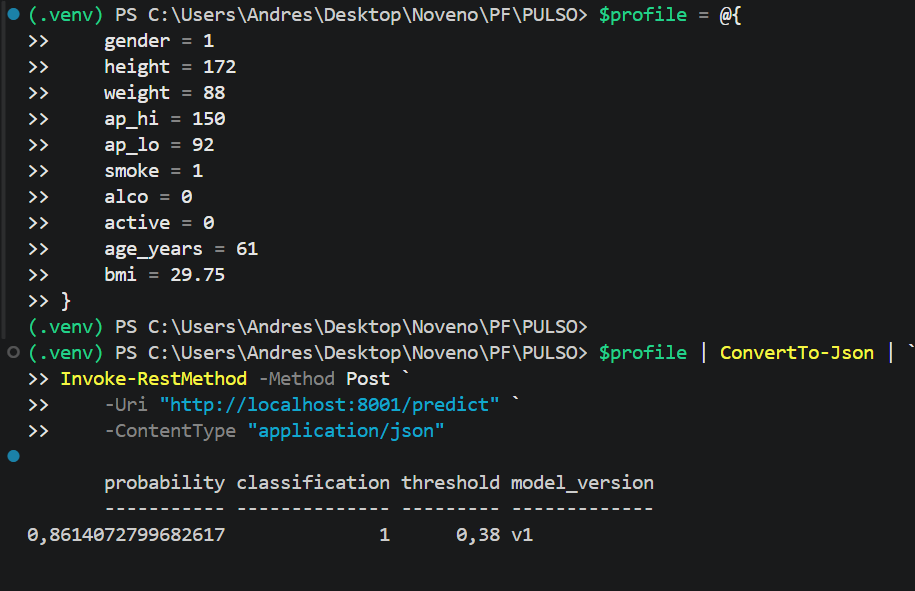 (.venv) PS C:\Users\Andres\Desktop\Noveno\PF\PULSO> $profile = @{
>>     gender = 1
>>     height = 172
>>     weight = 88
>>     ap_hi = 150
>>     ap_lo = 92
>>     smoke = 1
>>     alco = 0
>>     active = 0
>>     age_years = 61
>>     bmi = 29.75
>> }
(.venv) PS C:\Users\Andres\Desktop\Noveno\PF\PULSO>
(.venv) PS C:\Users\Andres\Desktop\Noveno\PF\PULSO> $profile | ConvertTo-Json | `
>> Invoke-RestMethod -Method Post `
>>     -Uri "http://localhost:8001/predict" `
>>     -ContentType "application/json"
probability classification threshold model_version
----------- -------------- --------- -------------
0,8614072799682617              1      0,38 v1